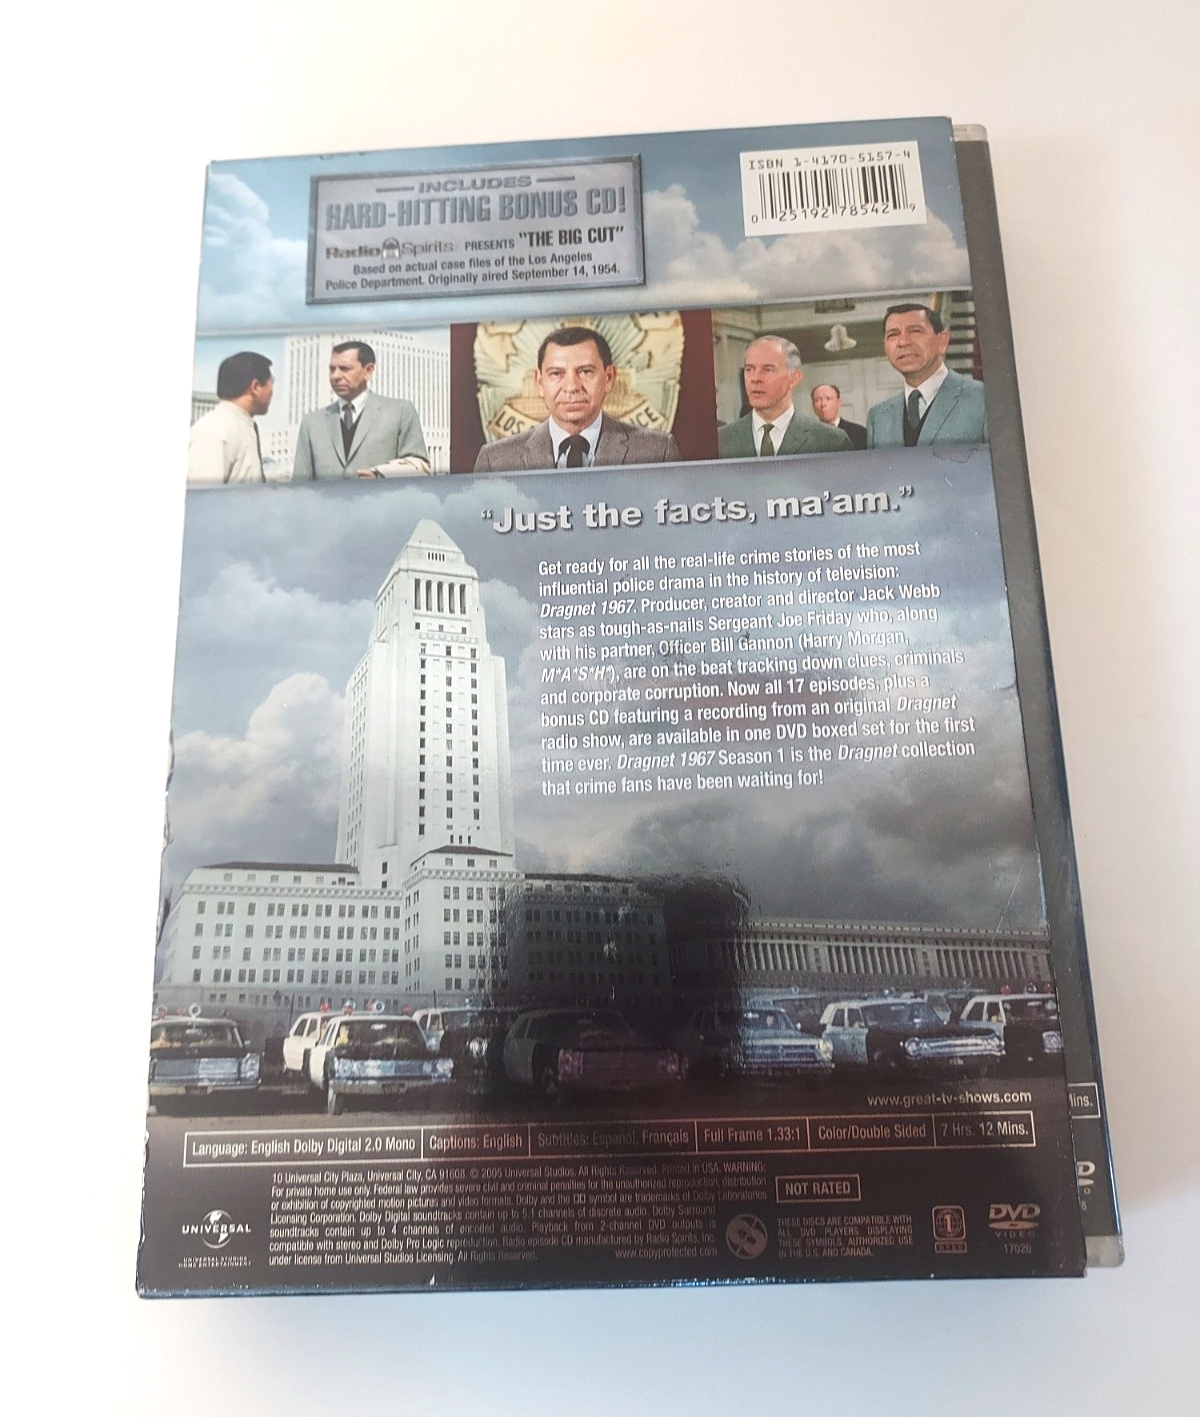 INCLUDES
HARD-HITTING BONUS CD!
Radio Spirits PRESENTS "THE BIG CUT"
Based on actual case files of the Los Angeles
Police Department. Originally aired September 14, 1954.
ISBN 1-4170-5157-4
0 25192 78542 9
LOS
“Just the facts, ma’am.”
Get ready for all the real-life crime stories of the most
influential police drama in the history of television:
Dragnet 1967. Producer, creator and director Jack Webb
stars as tough-as-nails Sergeant Joe Friday who, along
with his partner, Officer Bill Gannon (Harry Morgan,
M*A*S*H*), are on the beat tracking down clues, criminals
and corporate corruption. Now all 17 episodes, plus a
bonus CD featuring a recording from an original Dragnet
radio show, are available in one DVD boxed set for the first
time ever. Dragnet 1967 Season 1 is the Dragnet collection
that crime fans have been waiting for!
www.great-tv-shows.com
Mins.
Language: English Dolby Digital 2.0 Mono Captions: English Subtitles: Español, Français Full Frame 1.33:1 Color/Double Sided 7 Hrs. 12 Mins.
10 Universal City Plaza, Universal City, CA 91608. © 2005 Universal Studios. All Rights Reserved. Printed in USA. WARNING:
For private home use only. Federal law provides severe civil and criminal penalties for the unauthorized reproduction, distribution
or exhibition of copyrighted motion pictures and video formats. Dolby and the DD symbol are trademarks of Dolby Laboratories
Licensing Corporation. Dolby Digital soundtracks contain up to 5.1 channels of discrete audio. Dolby Surround
soundtracks contain up to 4 channels of encoded audio. Playback from 2-channel DVD outputs is
compatible with stereo and Dolby Pro Logic reproduction. Radio episode CD manufactured by Radio Spirits, Inc.
under license from Universal Studios Licensing. All Rights Reserved. www.copyprotected.com
NOT RATED
UNIVERSAL
UNIVERSAL STUDIOS
HOME ENTERTAINMENT
THESE DISCS ARE COMPATIBLE WITH
ALL DVD PLAYERS DISPLAYING
THESE SYMBOLS. AUTHORIZED USE
IN THE U.S. AND CANADA.
1
NTSC
DVD
VIDEO
17026